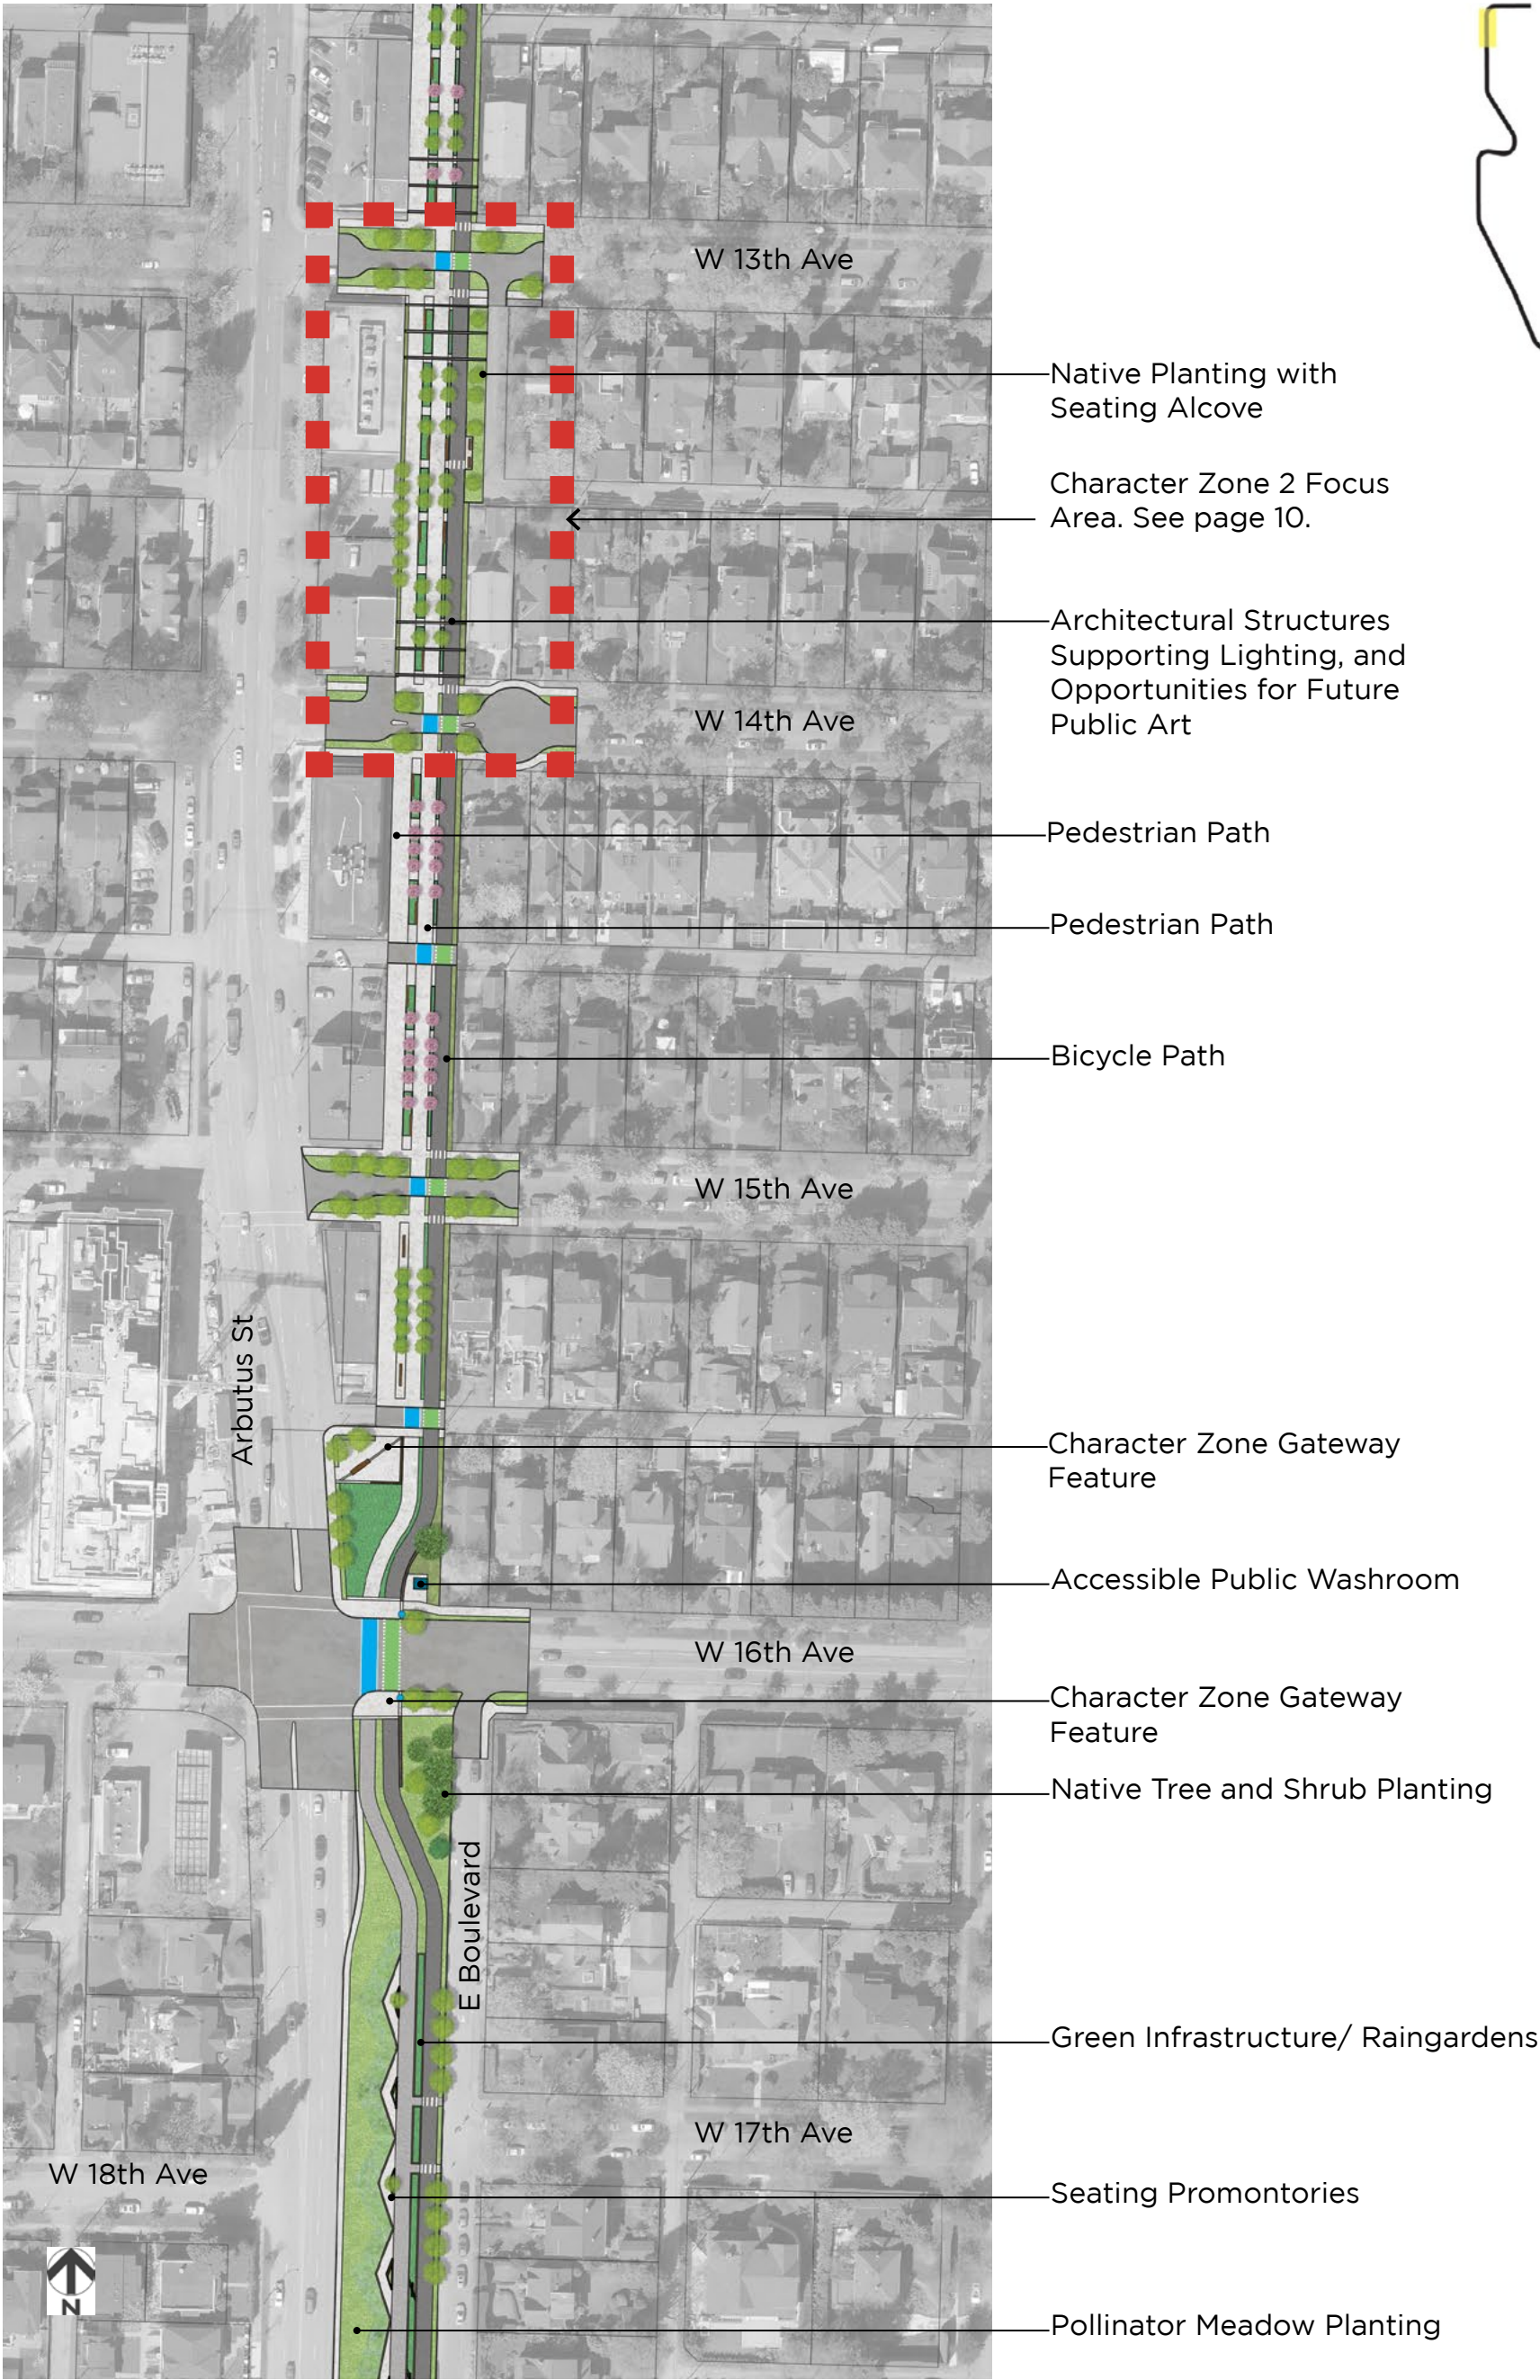 W 13th Ave
Native Planting with
Seating Alcove
Character Zone 2 Focus
Area. See page 10.
Architectural Structures
Supporting Lighting, and
Opportunities for Future
Public Art
W 14th Ave
Pedestrian Path
Pedestrian Path
Bicycle Path
W 15th Ave
Arbutus St
Character Zone Gateway
Feature
Accessible Public Washroom
W 16th Ave
Character Zone Gateway
Feature
Native Tree and Shrub Planting
E Boulevard
Green Infrastructure/ Raingardens
W 17th Ave
W 18th Ave
Seating Promontories
N
Pollinator Meadow Planting